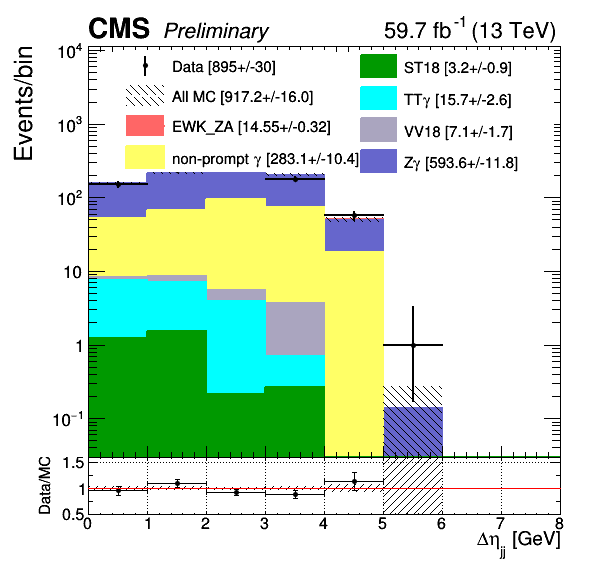 CMS Preliminary 59.7 fb⁻¹ (13 TeV)
Events/bin
10⁴
10³
10²
10
1
10⁻¹
Data [895+/-30]
All MC [917.2+/-16.0]
EWK_ZA [14.55+/-0.32]
non-prompt γ [283.1+/-10.4]
ST18 [3.2+/-0.9]
TTγ [15.7+/-2.6]
VV18 [7.1+/-1.7]
Zγ [593.6+/-11.8]
Data/MC
1.5
1
0.5
0 1 2 3 4 5 6 7 8
Δη_jj [GeV]